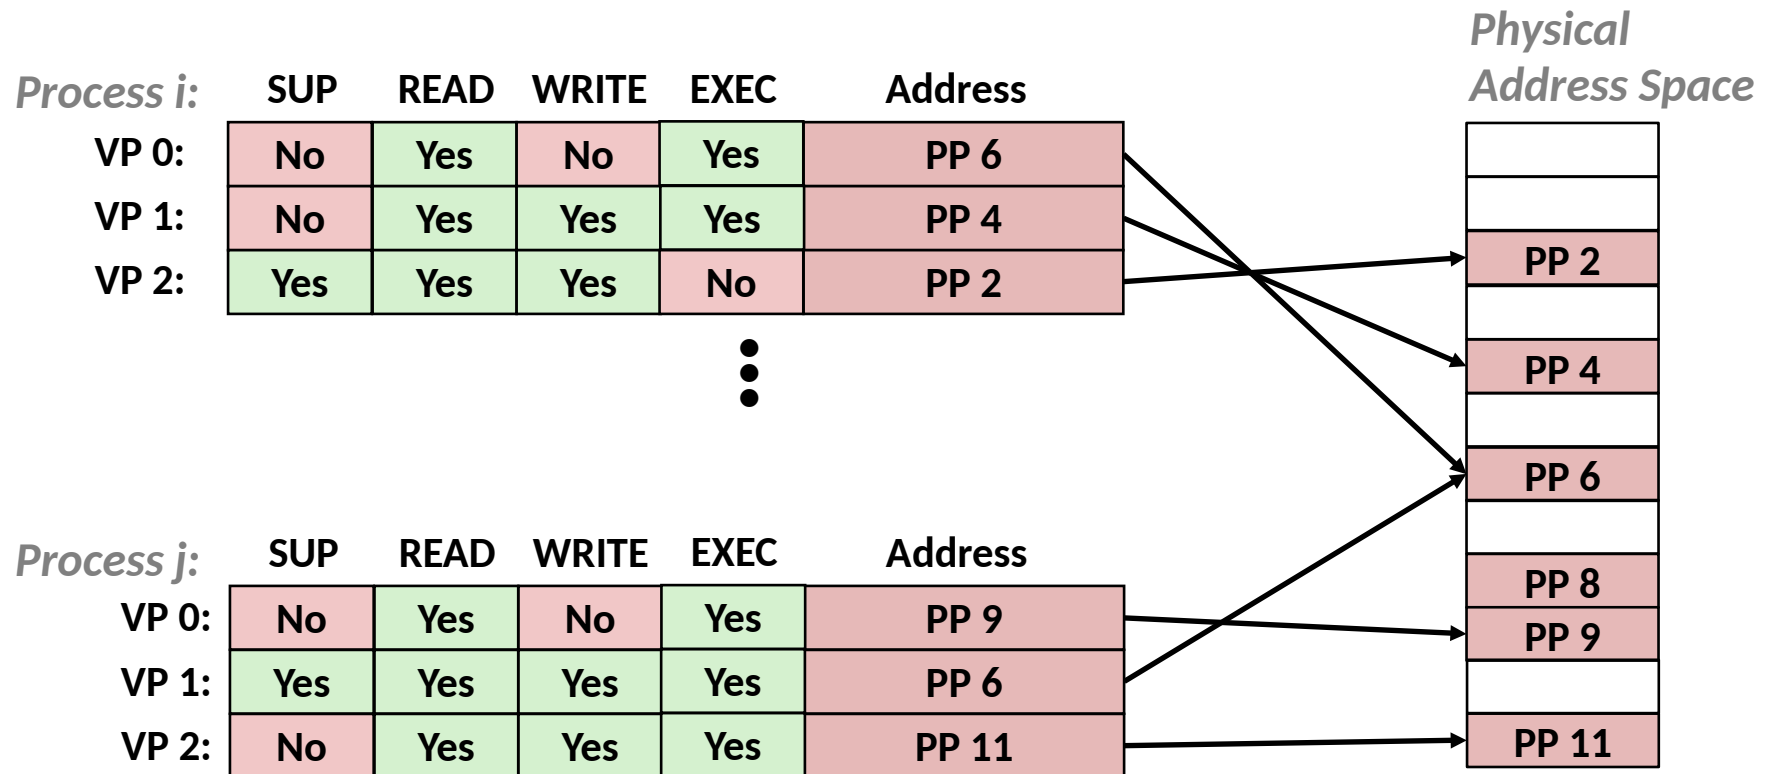 Physical
Address Space
Process i: SUP READ WRITE EXEC Address
VP 0: No Yes No Yes PP 6
VP 1: No Yes Yes Yes PP 4
VP 2: Yes Yes Yes No PP 2
PP 2
PP 4
PP 6
Process j: SUP READ WRITE EXEC Address
VP 0: No Yes No Yes PP 9
VP 1: Yes Yes Yes Yes PP 6
VP 2: No Yes Yes Yes PP 11
PP 8
PP 9
PP 11